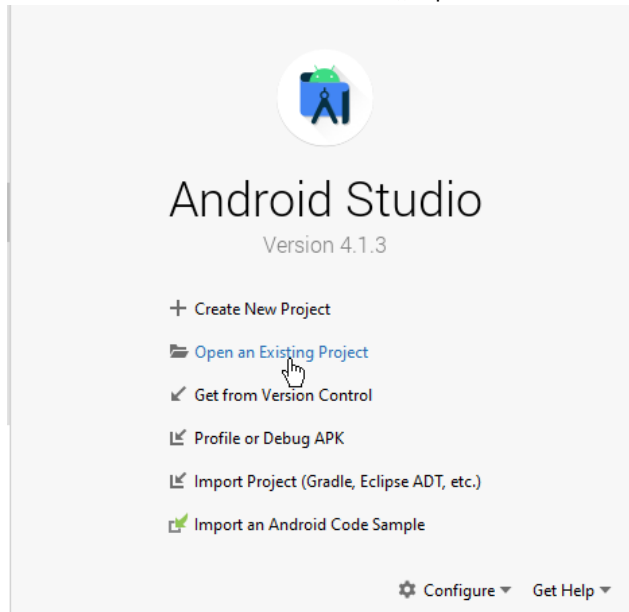 Android Studio
Version 4.1.3
Create New Project
Open an Existing Project
Get from Version Control
Profile or Debug APK
Import Project (Gradle, Eclipse ADT, etc.)
Import an Android Code Sample
Configure Get Help